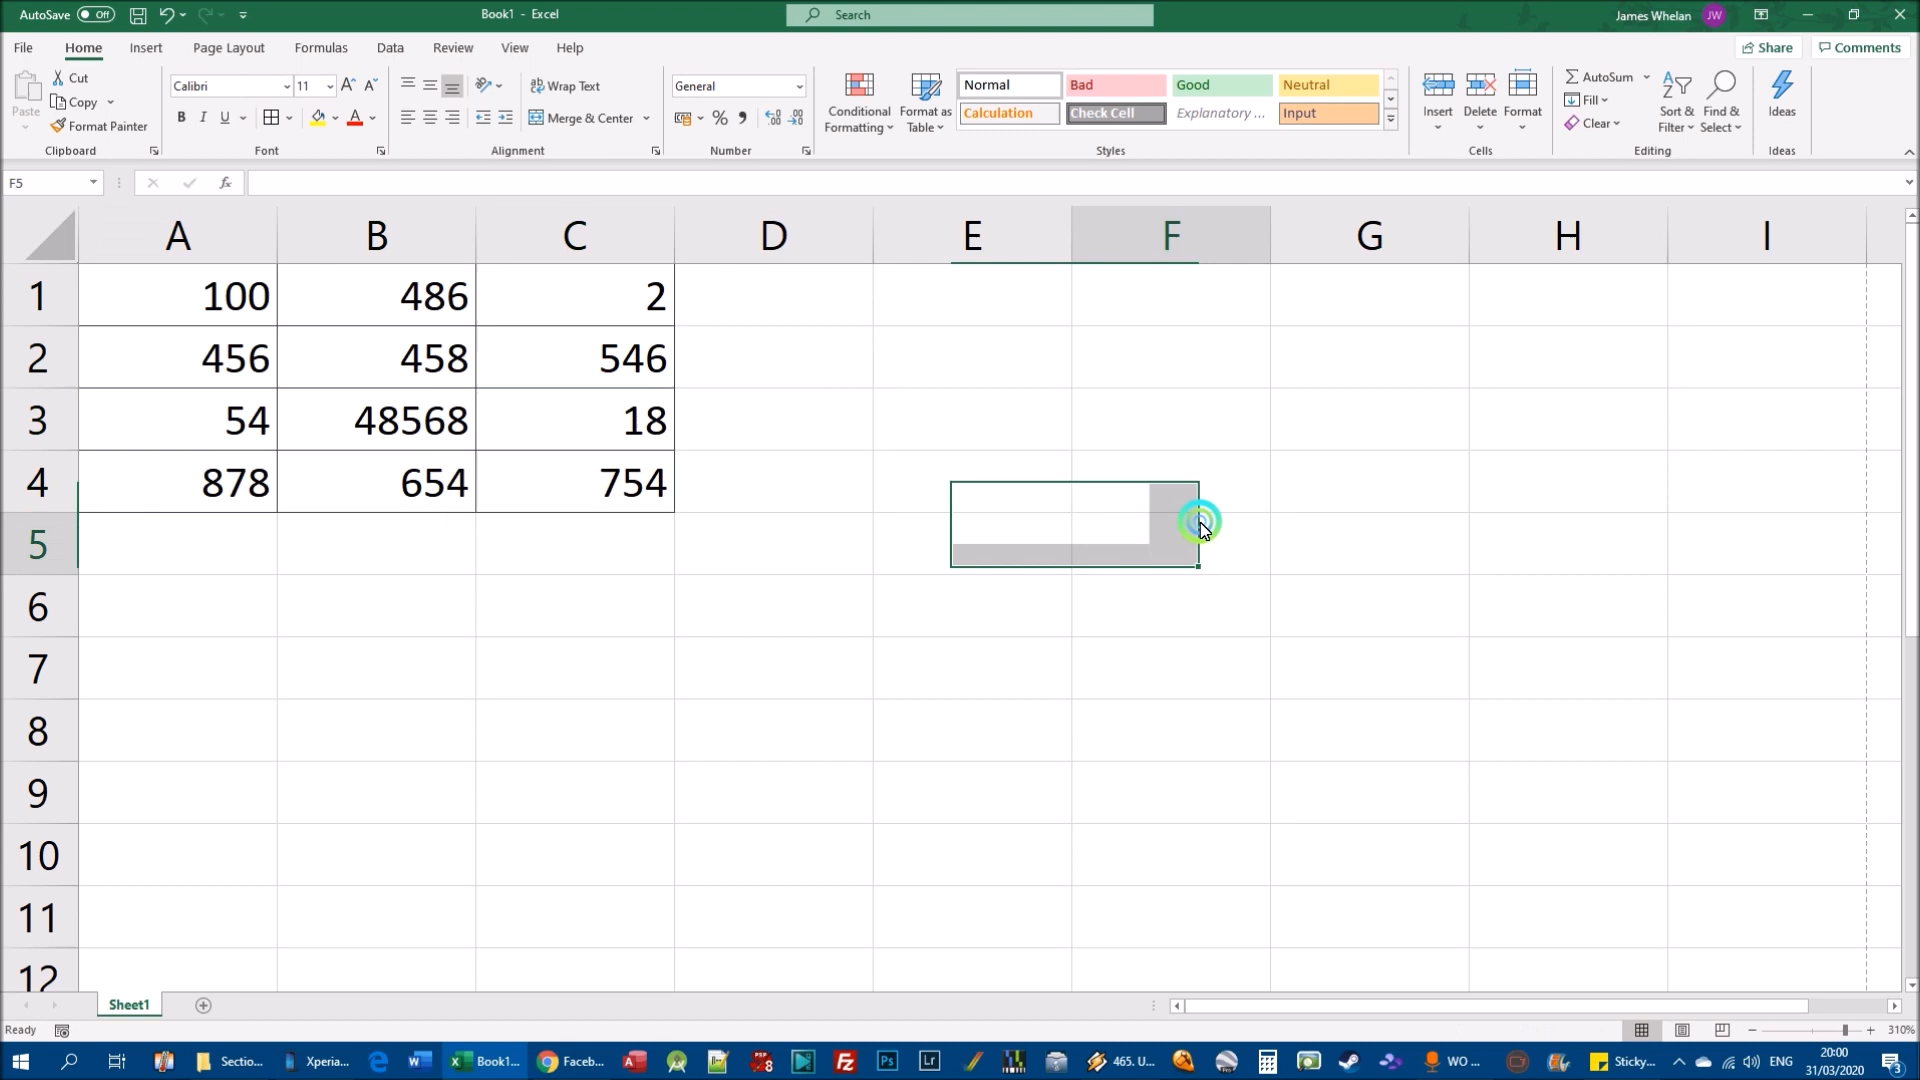 AutoSave Off Book1 - Excel Search James Whelan JW
File Home Insert Page Layout Formulas Data Review View Help Share Comments
Paste Cut Copy Format Painter Clipboard
Calibri 11 A A B I U A Font
Wrap Text Merge & Center Alignment
General % Number
Conditional Formatting Format as Table
Normal Bad Good Neutral
Calculation Check Cell Explanatory ... Input
Styles
Insert Delete Format Cells
AutoSum Fill Clear Sort & Filter Find & Select Editing
Ideas Ideas
F5 fx
A B C D E F G H I
1 100 486 2
2 456 458 546
3 54 48568 18
4 878 654 754
5
6
7
8
9
10
11
12
Sheet1
Ready 310%
Sectio... Xperia... Book1... Faceb... 465. U... WO ... Sticky... ENG 20:00
31/03/2020 3